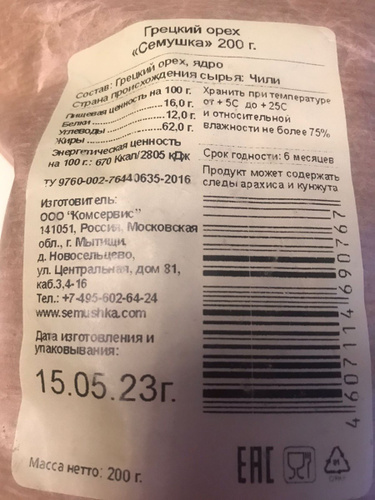 Грецкий орех
«Семушка» 200 г.
Состав: Грецкий орех, ядро
Страна происхождения сырья: Чили
Пищевая ценность на 100 г.
Белки..................16,0г.
Углеводы..............12,0г.
Жиры...................62,0г.
Энергетическая ценность
на 100 г.: 670 Ккал/2805 кДж
ТУ 9760-002-76440635-2016
Хранить при температуре
от + 5С до + 25С
и относительной
влажности не более 75%
Срок годности: 6 месяцев
Продукт может содержать
следы арахиса и кунжута
Изготовитель:
ООО "Комсервис"
141051, Россия, Московская
обл., г. Мытищи,
д. Новосельцево,
ул. Центральная, дом 81,
каб.3,4-16
Тел.: +7-495-602-64-24
www.semushka.com
Дата изготовления и
упаковывания:
15.05.23г.
Масса нетто: 200 г.
4 607114 690767
EAC